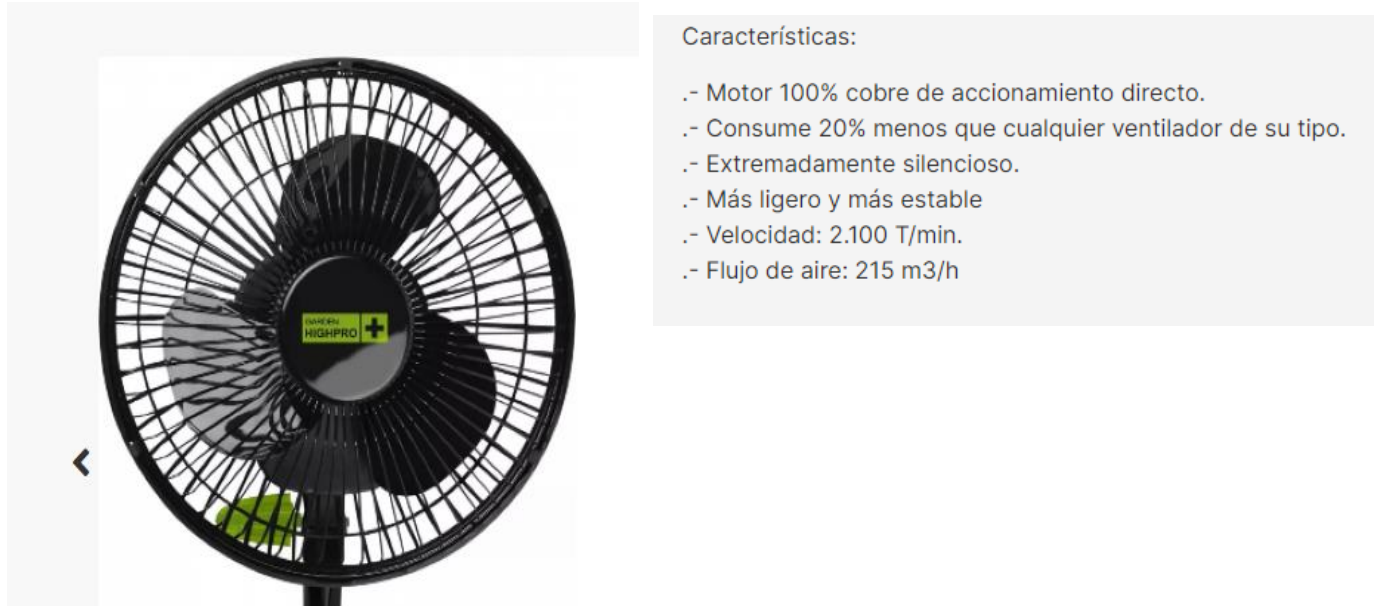 GARDEN
HIGHPRO
Características:
.- Motor 100% cobre de accionamiento directo.
.- Consume 20% menos que cualquier ventilador de su tipo.
.- Extremadamente silencioso.
.- Más ligero y más estable
.- Velocidad: 2.100 T/min.
.- Flujo de aire: 215 m3/h